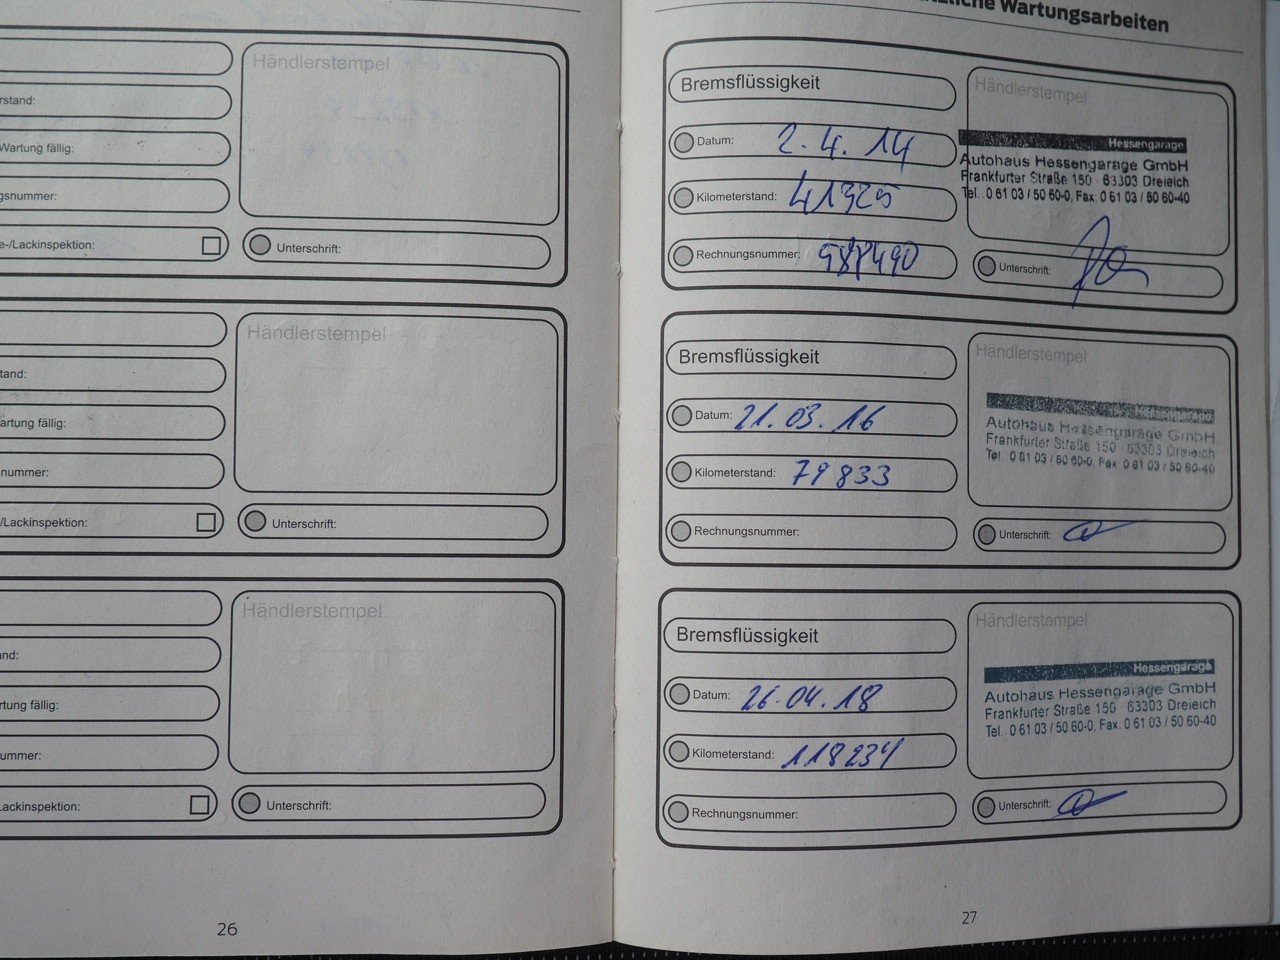 Händlerstempel
rstand:
Wartung fällig:
gsnummer:
e-/Lackinspektion:
Unterschrift:
Händlerstempel
tand:
artung fällig:
snummer:
/Lackinspektion:
Unterschrift:
Händlerstempel
and:
rtung fällig:
nummer:
Lackinspektion:
Unterschrift:
26
tzliche Wartungsarbeiten
Bremsflüssigkeit
Datum: 2.4.14
Kilometerstand: 41325
Rechnungsnummer:
Händlerstempel
Hessengarage
Autohaus Hessengarage GmbH
Frankfurter Straße 150 · 63303 Dreieich
Tel.. 0 61 03 / 50 60-0, Fax. 0 61 03 / 50 60-40
Unterschrift:
Bremsflüssigkeit
Datum: 21.03.16
Kilometerstand: 79833
Rechnungsnummer:
Händlerstempel
Autohaus Hessengarage GmbH
Frankfurter Straße 150 · 63303 Dreieich
Tel. 0 61 03 / 50 60-0, Fax 0 61 03 / 50 60-40
Unterschrift:
Bremsflüssigkeit
Datum: 26.04.18
Kilometerstand: 118234
Rechnungsnummer:
Händlerstempel
Hessengarage
Autohaus Hessengarage GmbH
Frankfurter Straße 150 · 63303 Dreieich
Tel.. 0 61 03 / 50 60-0, Fax. 0 61 03 / 50 60-40
Unterschrift:
27